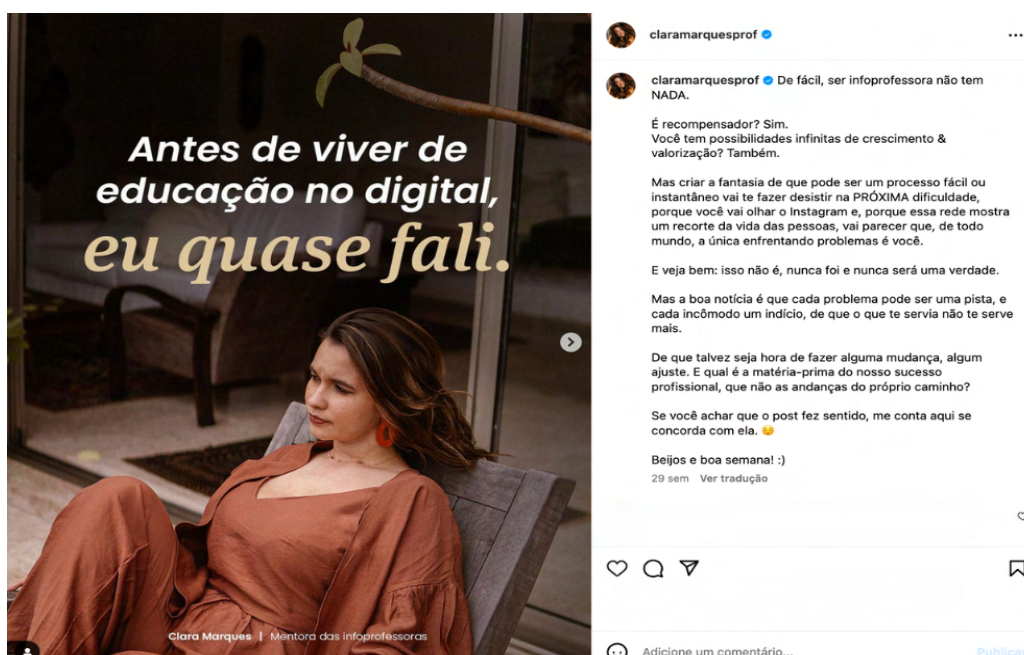 Antes de viver de
educação no digital,
eu quase fali.
Clara Marques | Mentora das infoprofessoras
claramarquesprof
claramarquesprof De fácil, ser infoprofessora não tem
NADA.
É recompensador? Sim.
Você tem possibilidades infinitas de crescimento &
valorização? Também.
Mas criar a fantasia de que pode ser um processo fácil ou
instantâneo vai te fazer desistir na PRÓXIMA dificuldade,
porque você vai olhar o Instagram e, porque essa rede mostra
um recorte da vida das pessoas, vai parecer que, de todo
mundo, a única enfrentando problemas é você.
E veja bem: isso não é, nunca foi e nunca será uma verdade.
Mas a boa notícia é que cada problema pode ser uma pista, e
cada incômodo um indício, de que o que te servia não te serve
mais.
De que talvez seja hora de fazer alguma mudança, algum
ajuste. E qual é a matéria-prima do nosso sucesso
profissional, que não as andanças do próprio caminho?
Se você achar que o post fez sentido, me conta aqui se
concorda com ela. 😌
Beijos e boa semana! :)
29 sem Ver tradução
Adicione um comentário... Publicar